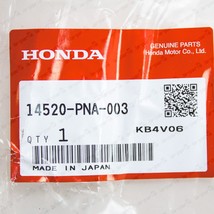 HONDA
GENUINE PARTS
Honda Motor Co., Ltd.
14520-PNA-003
KB4V06
QTY 1
MADE IN JAPAN